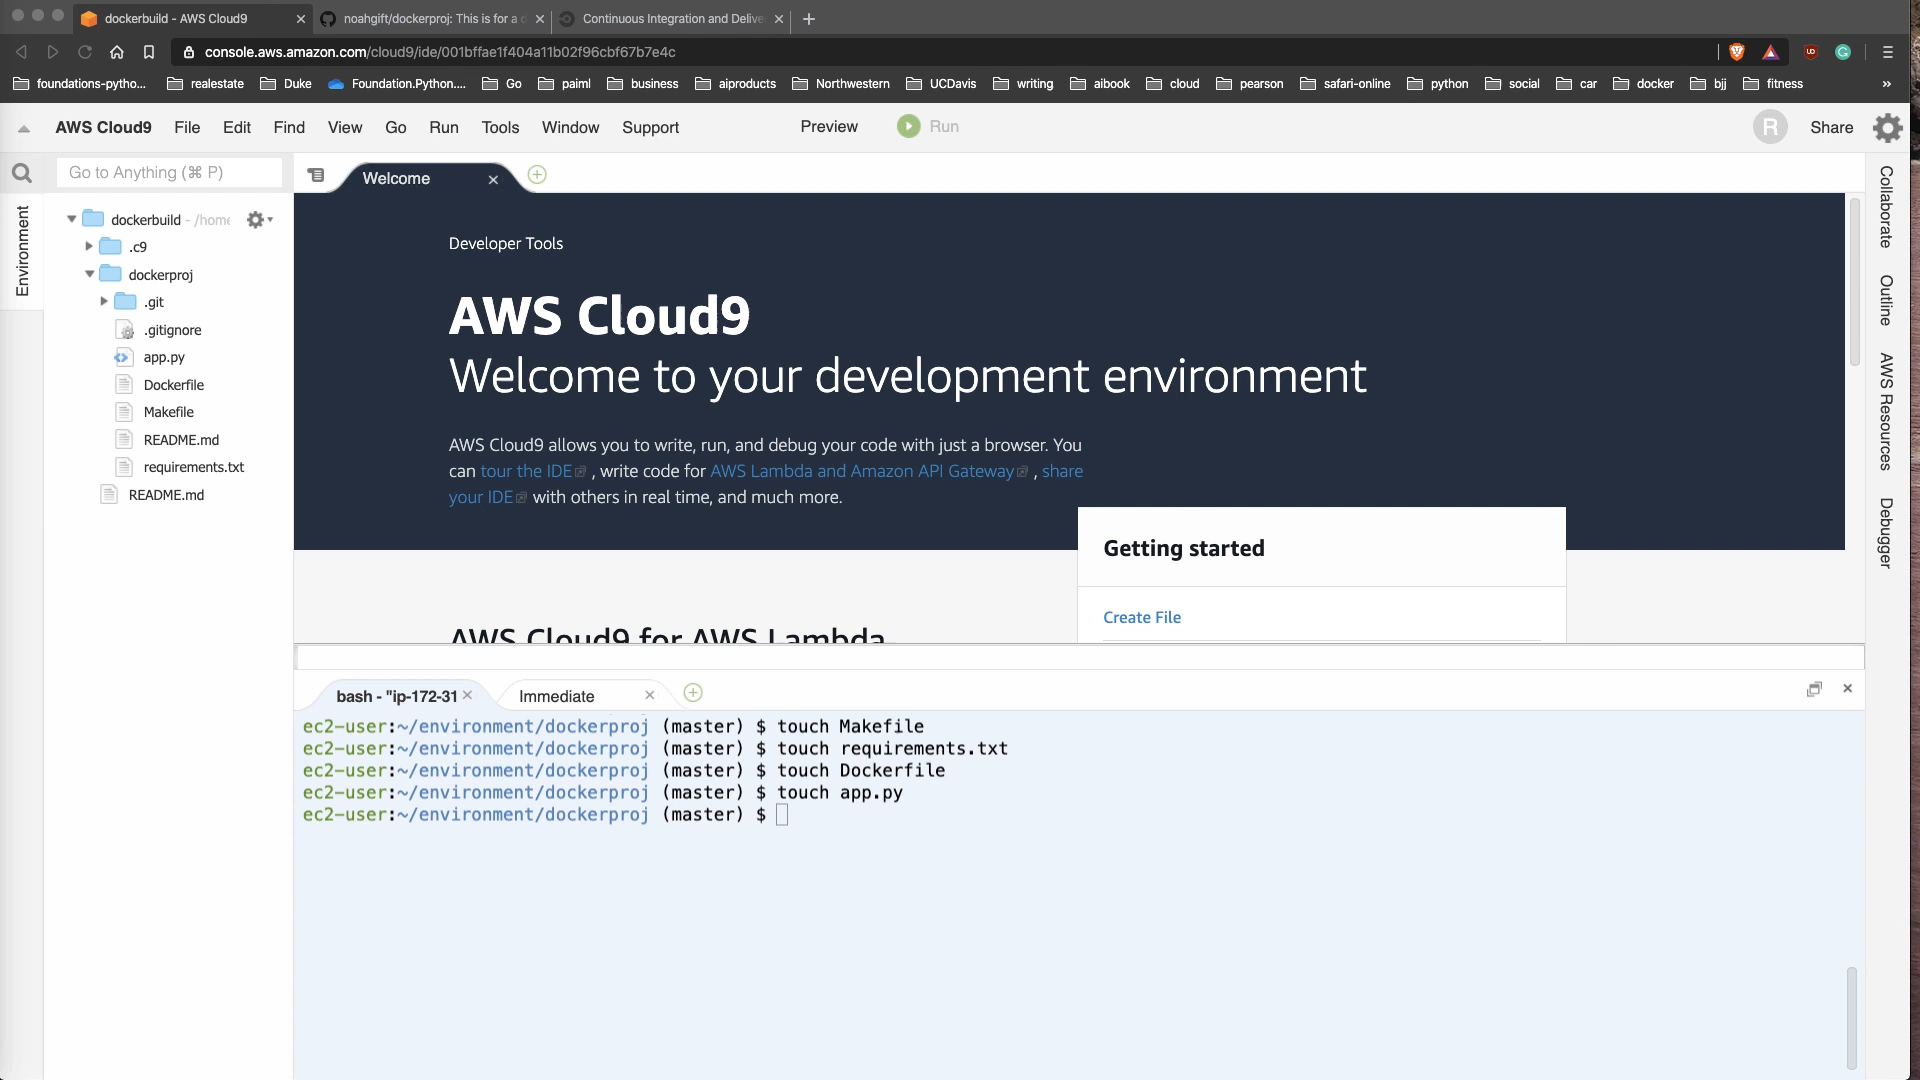 dockerbuild - AWS Cloud9
noahgift/dockerproj: This is for a d
Continuous Integration and Delive
console.aws.amazon.com/cloud9/ide/001bffae1f404a11b02f96cbf67b7e4c
foundations-pytho... realestate Duke Foundation.Python.... Go paiml business aiproducts Northwestern UCDavis writing aibook cloud pearson safari-online python social car docker bjj fitness »
AWS Cloud9 File Edit Find View Go Run Tools Window Support Preview Run R Share
Go to Anything (⌘ P)
Welcome
Environment
dockerbuild - /home
.c9
dockerproj
.git
.gitignore
app.py
Dockerfile
Makefile
README.md
requirements.txt
README.md
Developer Tools
AWS Cloud9
Welcome to your development environment
AWS Cloud9 allows you to write, run, and debug your code with just a browser. You
can tour the IDE , write code for AWS Lambda and Amazon API Gateway , share
your IDE with others in real time, and much more.
Getting started
Create File
AWS Cloud9 for AWS Lambda
Collaborate
Outline
AWS Resources
Debugger
bash - "ip-172-31
Immediate
ec2-user:~/environment/dockerproj (master) $ touch Makefile
ec2-user:~/environment/dockerproj (master) $ touch requirements.txt
ec2-user:~/environment/dockerproj (master) $ touch Dockerfile
ec2-user:~/environment/dockerproj (master) $ touch app.py
ec2-user:~/environment/dockerproj (master) $